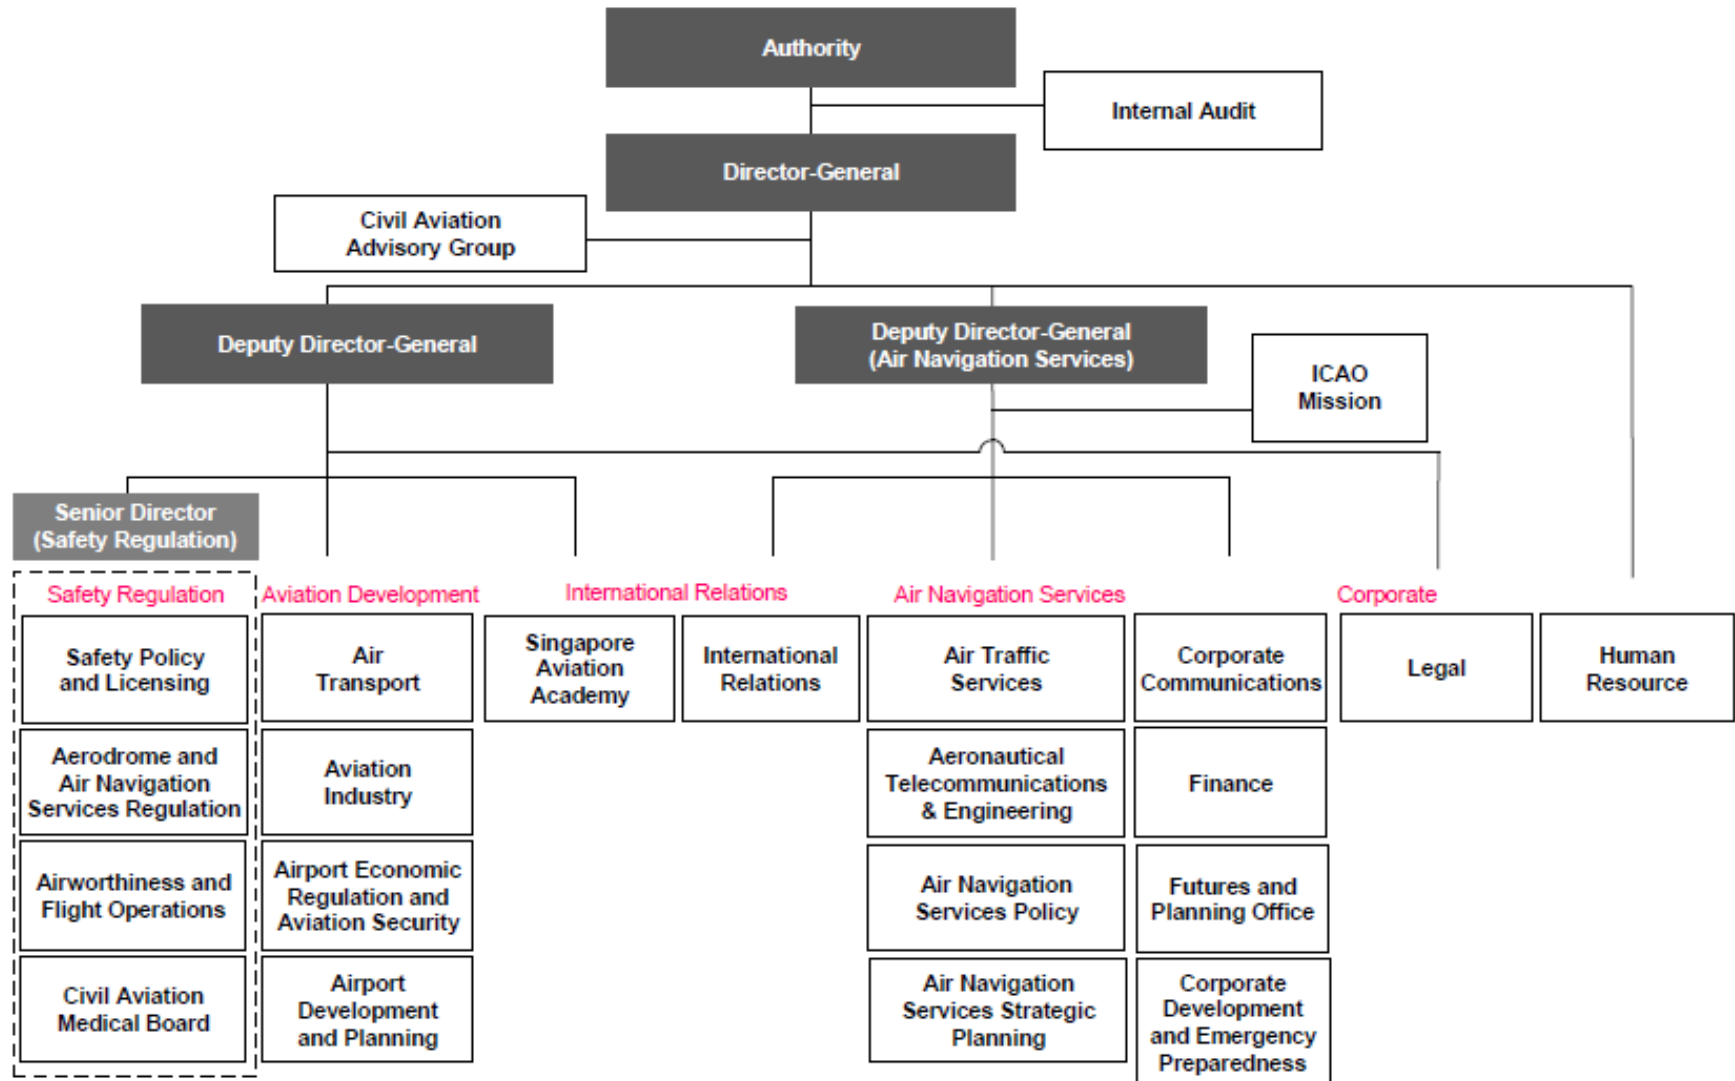 Authority
Internal Audit
Director-General
Civil Aviation
Advisory Group
Deputy Director-General
Deputy Director-General
(Air Navigation Services)
ICAO
Mission
Senior Director
(Safety Regulation)
Safety Regulation
Aviation Development
International Relations
Air Navigation Services
Corporate
Safety Policy
and Licensing
Air
Transport
Singapore
Aviation
Academy
International
Relations
Air Traffic
Services
Corporate
Communications
Legal
Human
Resource
Aerodrome and
Air Navigation
Services Regulation
Aviation
Industry
Aeronautical
Telecommunications
& Engineering
Finance
Airworthiness and
Flight Operations
Airport Economic
Regulation and
Aviation Security
Air Navigation
Services Policy
Futures and
Planning Office
Civil Aviation
Medical Board
Airport
Development
and Planning
Air Navigation
Services Strategic
Planning
Corporate
Development
and Emergency
Preparedness